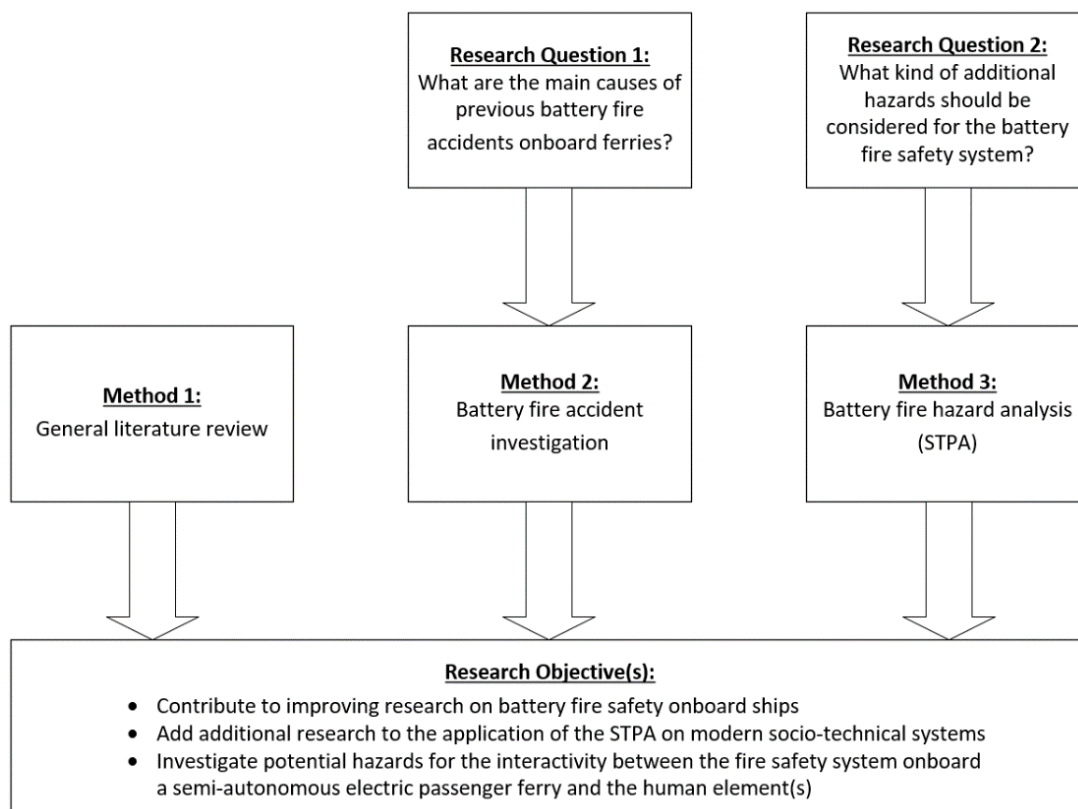 Research Question 1:
What are the main causes of
previous battery fire
accidents onboard ferries?
Research Question 2:
What kind of additional
hazards should be
considered for the battery
fire safety system?
Method 1:
General literature review
Method 2:
Battery fire accident
investigation
Method 3:
Battery fire hazard analysis
(STPA)
Research Objective(s):
• Contribute to improving research on battery fire safety onboard ships
• Add additional research to the application of the STPA on modern socio-technical systems
• Investigate potential hazards for the interactivity between the fire safety system onboard
a semi-autonomous electric passenger ferry and the human element(s)